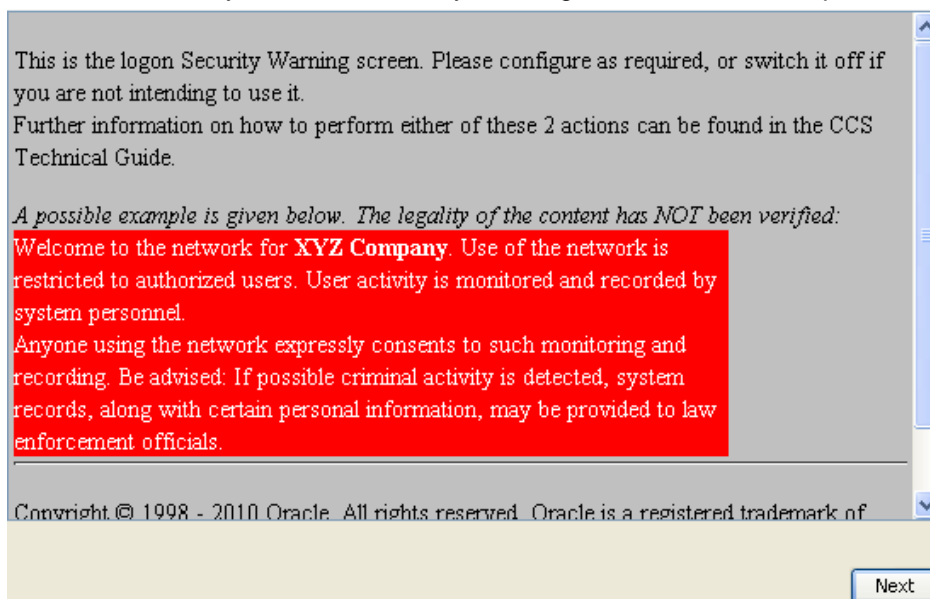 This is the logon Security Warning screen. Please configure as required, or switch it off if
you are not intending to use it.
Further information on how to perform either of these 2 actions can be found in the CCS
Technical Guide.
A possible example is given below. The legality of the content has NOT been verified:
Welcome to the network for XYZ Company. Use of the network is
restricted to authorized users. User activity is monitored and recorded by
system personnel.
Anyone using the network expressly consents to such monitoring and
recording. Be advised: If possible criminal activity is detected, system
records, along with certain personal information, may be provided to law
enforcement officials.
Copyright © 1998 - 2010 Oracle. All rights reserved. Oracle is a registered trademark of
Next